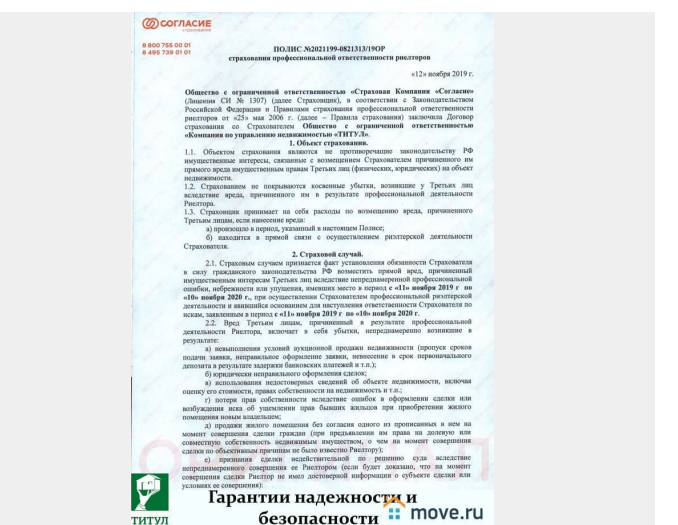 СОГЛАСИЕ
страхование
8 800 755 00 01
8 495 739 01 01
ПОЛИС №2021199-0821313/19ОР
страхования профессиональной ответственности риелторов
«12» ноября 2019 г.
Общество с ограниченной ответственностью «Страховая Компания «Согласие»
(Лицензия СИ № 1307) (далее Страховщик), в соответствии с Законодательством
Российской Федерации и Правилами страхования профессиональной ответственности
риелторов от «25» мая 2006 г. (далее – Правила страхования) заключила Договор
страхования со Страхователем Общество с ограниченной ответственностью
«Компания по управлению недвижимостью «ТИТУЛ».
1. Объект страхования.
1.1. Объектом страхования являются не противоречащие законодательству РФ
имущественные интересы, связанные с возмещением Страхователем причиненного им
прямого вреда имущественным правам Третьих лиц (физических, юридических) на объект
недвижимости.
1.2. Страхованием не покрываются косвенные убытки, возникшие у Третьих лиц
вследствие вреда, причиненного им в результате профессиональной деятельности
Риелтора.
1.3. Страховщик принимает на себя расходы по возмещению вреда, причиненного
Третьим лицам, если нанесение вреда:
а) произошло в период, указанный в настоящем Полисе;
б) находится в прямой связи с осуществлением риэлтерской деятельности
Страхователя.
2. Страховой случай.
2.1. Страховым случаем признается факт установления обязанности Страхователя
в силу гражданского законодательства РФ возместить прямой вред, причиненный
имущественным интересам Третьих лиц вследствие непреднамеренной профессиональной
ошибки, небрежности или упущения, имевших место в период с «11» ноября 2019 г по
«10» ноября 2020 г., при осуществлении Страхователем профессиональной риэлтерской
деятельности и явившийся основанием для наступления ответственности Страхователя по
искам, заявленным в период с «11» ноября 2019 г по «10» ноября 2020 г.
2.2. Вред Третьим лицам, причиненный в результате профессиональной
деятельности Риелтора, включает в себя убытки, непреднамеренно возникшие в
результате:
а) невыполнения условий аукционной продажи недвижимости (пропуск сроков
подачи заявки, неправильное оформление заявки, невнесение в срок первоначального
депозита в результате задержки банковских платежей и т.п.);
б) юридически неправильного оформления сделок;
в) использования недостоверных сведений об объекте недвижимости, включая
оценку его стоимости, правах собственности на недвижимость и т.п.;
г) потери прав собственности вследствие ошибок в оформлении сделки или
возбуждения иска об ущемлении прав бывших жильцов при приобретении жилого
помещения новым владельцем;
д) продажи жилого помещения без согласия одного из прописанных в нем на
момент совершения сделки граждан (при предъявлении им права на долевую или
совместную собственность недвижимым имуществом, о чем на момент совершения
сделки по объективным причинам не было известно Риелтору);
е) признания сделки недействительной по решению суда вследствие
непреднамеренного совершения ее Риелтором (если будет доказано, что на момент
совершения сделки Риелтор не имел достоверной информации о субъекте сделки или
условиях ее совершения);
Гарантии надежности и
безопасности
ТИТУЛ
move.ru